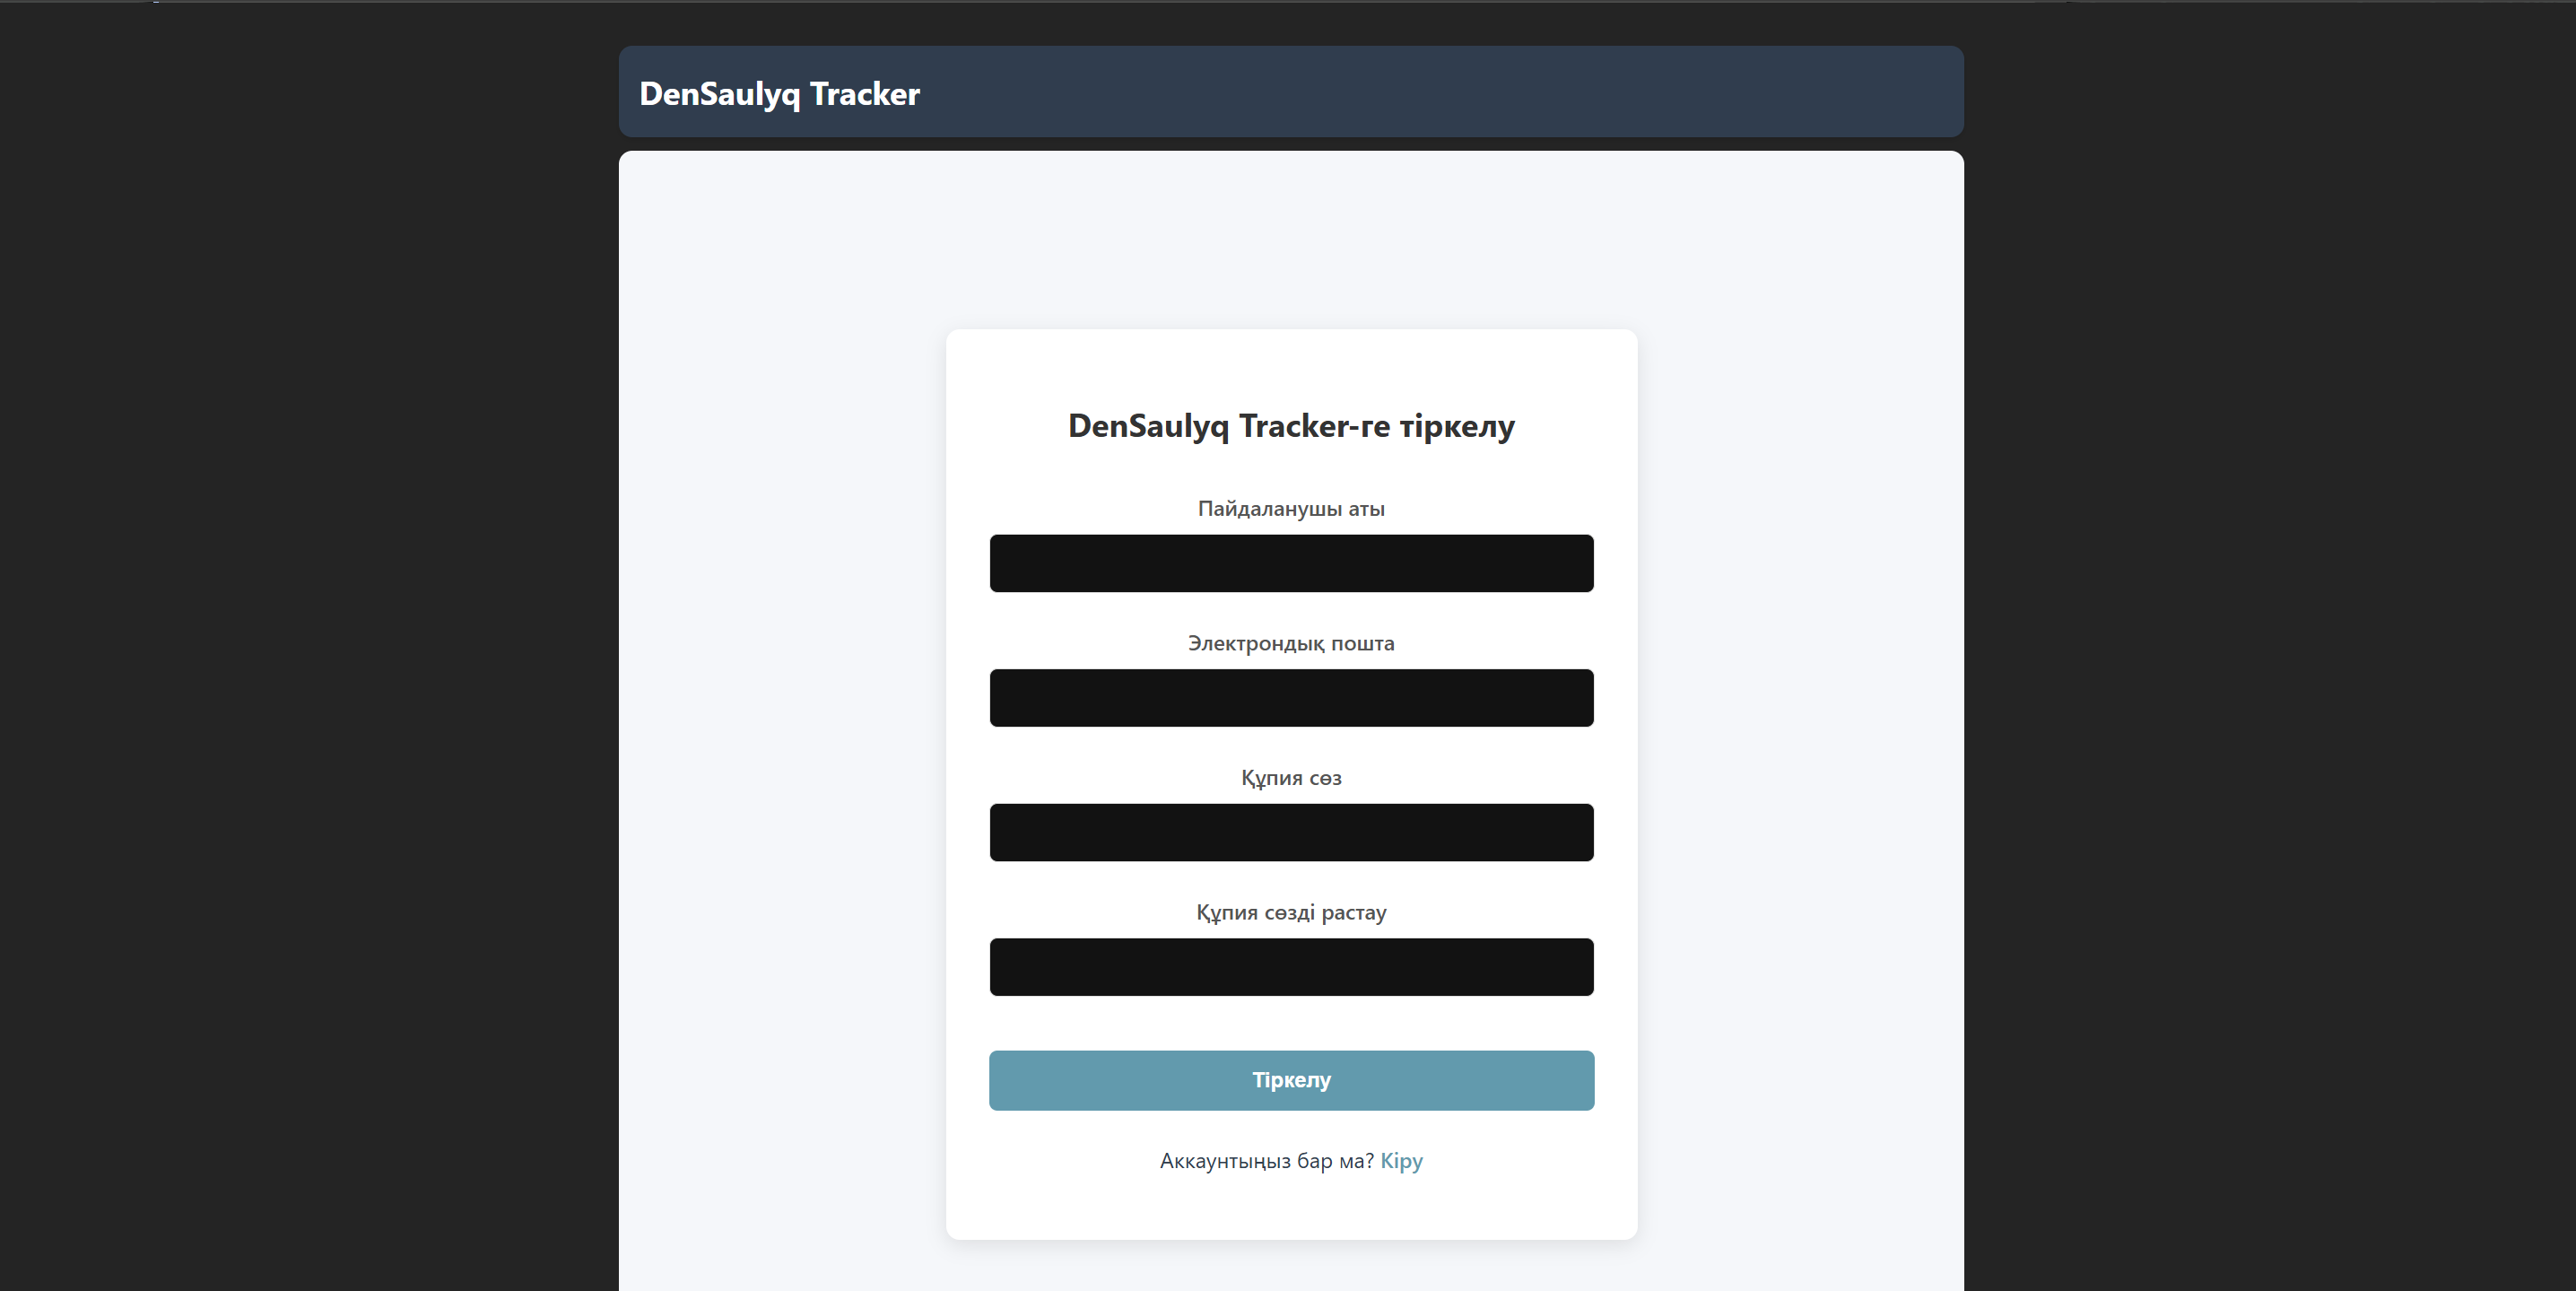 DenSaulyq Tracker
DenSaulyq Tracker-ге тіркелу
Пайдаланушы аты
Электрондық пошта
Құпия сөз
Құпия сөзді растау
Тіркелу
Аккаунтыңыз бар ма? Кіру